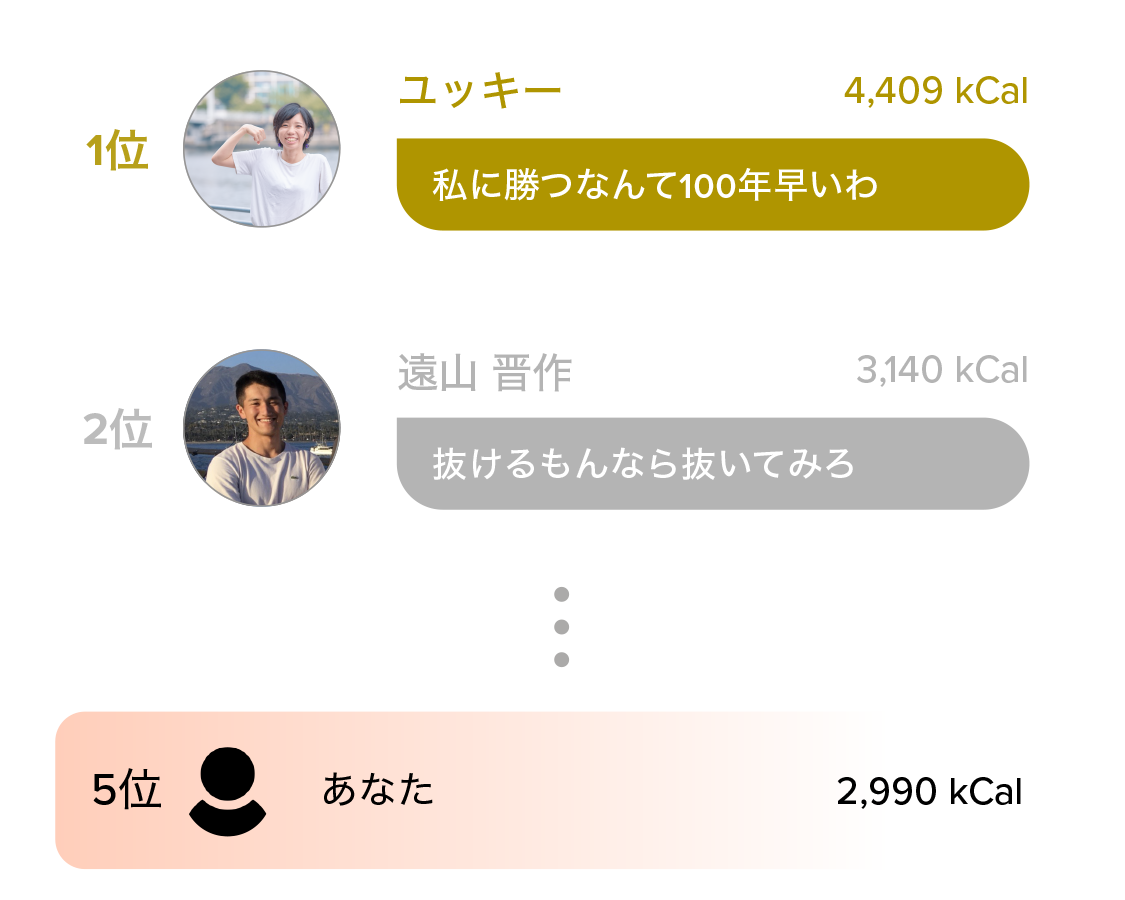 1位
ユッキー
4,409 kCal
私に勝つなんて100年早いわ
2位
遠山 晋作
3,140 kCal
抜けるもんなら抜いてみろ
5位
あなた
2,990 kCal